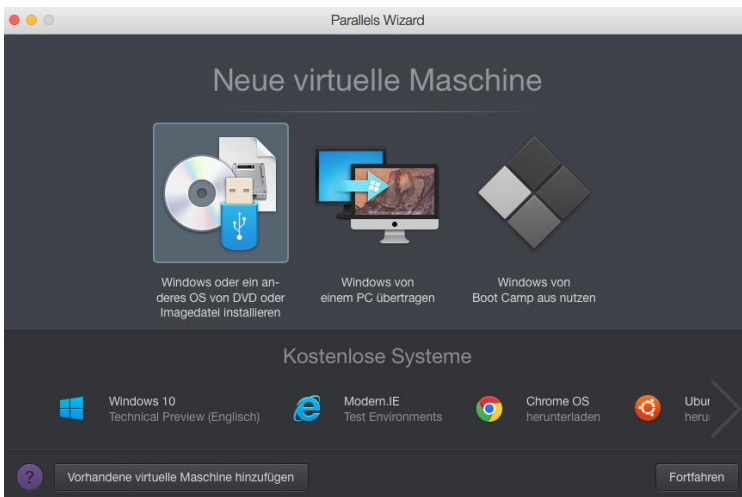 Parallels Wizard
Neue virtuelle Maschine
Windows oder ein an-
deres OS von DVD oder
Imagedatei installieren
Windows von
einem PC übertragen
Windows von
Boot Camp aus nutzen
Kostenlose Systeme
Windows 10
Technical Preview (Englisch)
Modern.IE
Test Environments
Chrome OS
herunterladen
?
Vorhandene virtuelle Maschine hinzufügen
Fortfahren